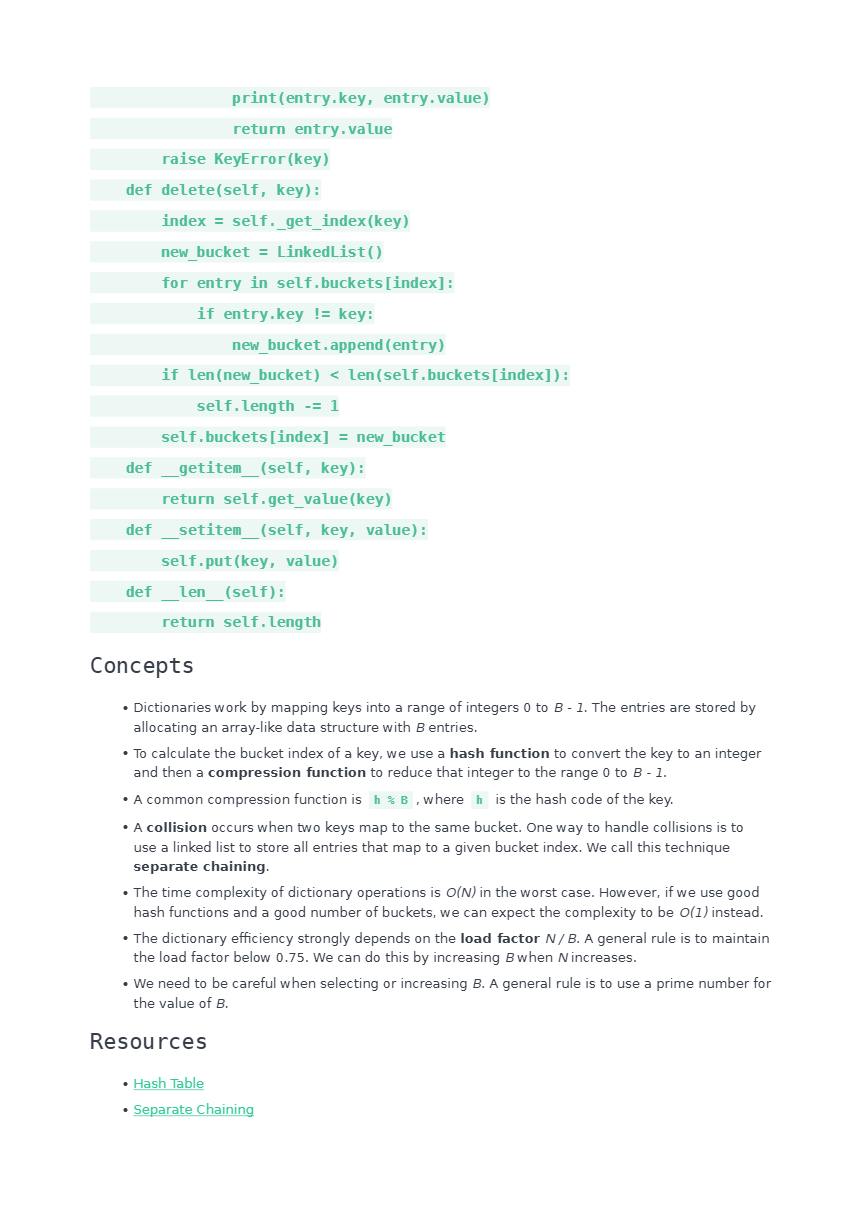 print(entry.key, entry.value)
                return entry.value
        raise KeyError(key)
    def delete(self, key):
        index = self._get_index(key)
        new_bucket = LinkedList()
        for entry in self.buckets[index]:
            if entry.key != key:
                new_bucket.append(entry)
        if len(new_bucket) < len(self.buckets[index]):
            self.length -= 1
        self.buckets[index] = new_bucket
    def __getitem__(self, key):
        return self.get_value(key)
    def __setitem__(self, key, value):
        self.put(key, value)
    def __len__(self):
        return self.length
Concepts
• Dictionaries work by mapping keys into a range of integers 0 to B - 1. The entries are stored by
allocating an array-like data structure with B entries.
• To calculate the bucket index of a key, we use a hash function to convert the key to an integer
and then a compression function to reduce that integer to the range 0 to B - 1.
• A common compression function is h % B , where h is the hash code of the key.
• A collision occurs when two keys map to the same bucket. One way to handle collisions is to
use a linked list to store all entries that map to a given bucket index. We call this technique
separate chaining.
• The time complexity of dictionary operations is O(N) in the worst case. However, if we use good
hash functions and a good number of buckets, we can expect the complexity to be O(1) instead.
• The dictionary efficiency strongly depends on the load factor N / B. A general rule is to maintain
the load factor below 0.75. We can do this by increasing B when N increases.
• We need to be careful when selecting or increasing B. A general rule is to use a prime number for
the value of B.
Resources
• Hash Table
• Separate Chaining